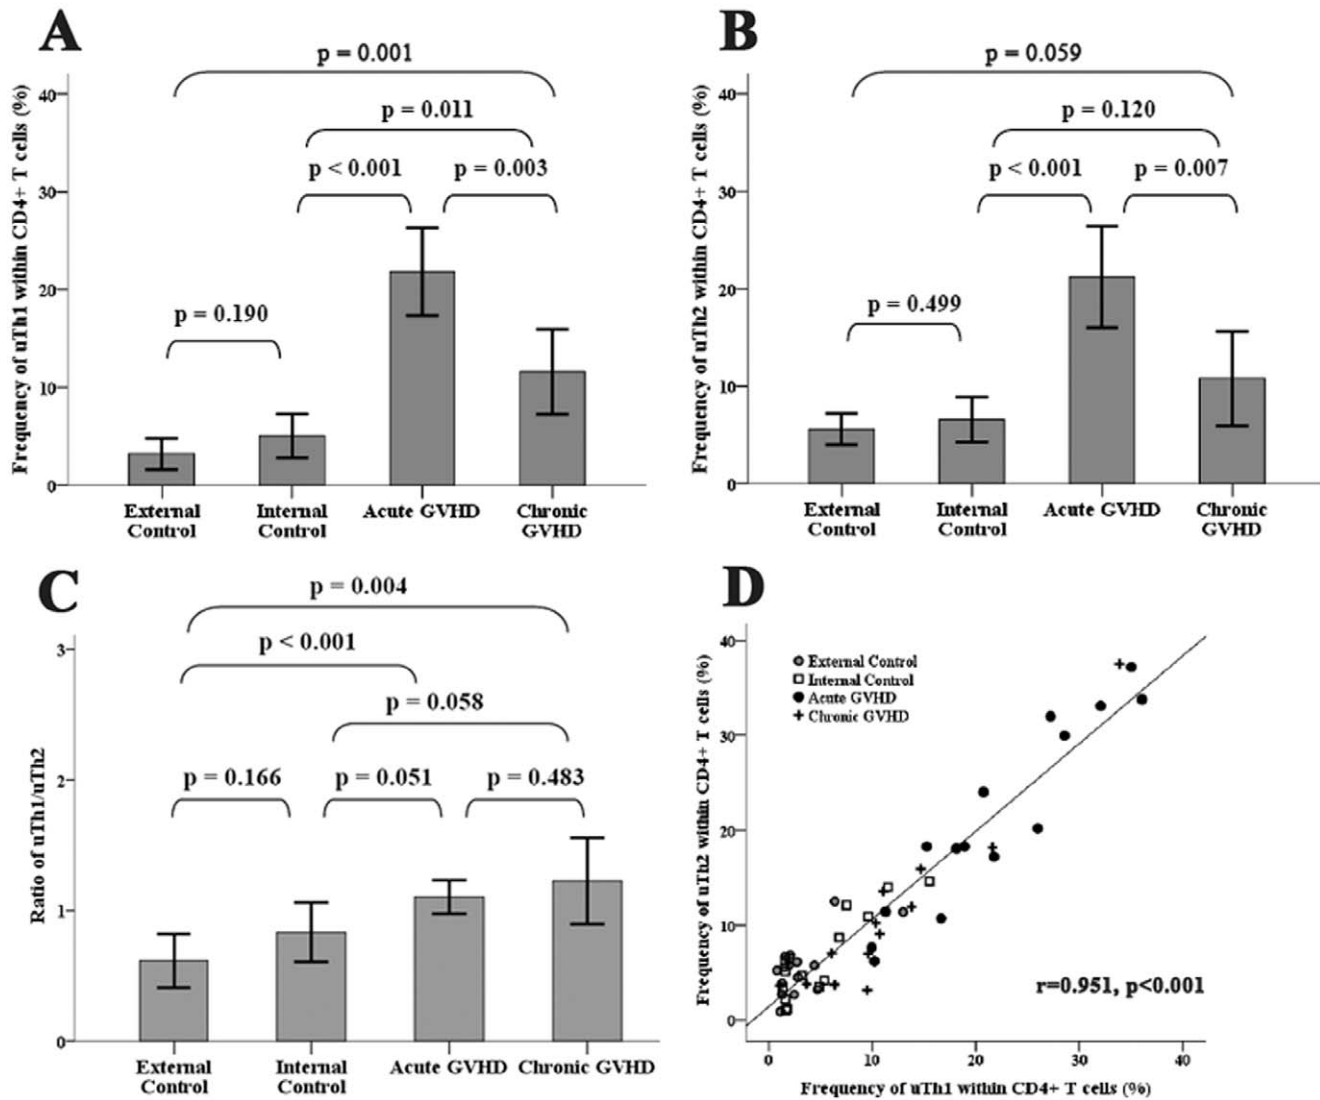 A
p = 0.001
p = 0.011
p < 0.001
p = 0.003
p = 0.190
Frequency of uTh1 within CD4+ T cells (%)
40
30
20
10
0
External
Control
Internal
Control
Acute GVHD
Chronic
GVHD
B
p = 0.059
p = 0.120
p < 0.001
p = 0.007
p = 0.499
Frequency of uTh2 within CD4+ T cells (%)
40
30
20
10
0
External
Control
Internal
Control
Acute GVHD
Chronic
GVHD
C
p = 0.004
p < 0.001
p = 0.058
p = 0.166
p = 0.051
p = 0.483
Ratio of uTh1/uTh2
3
2
1
0
External
Control
Internal
Control
Acute GVHD
Chronic GVHD
D
External Control
Internal Control
Acute GVHD
Chronic GVHD
r=0.951, p<0.001
Frequency of uTh2 within CD4+ T cells (%)
40
30
20
10
0
0
10
20
30
40
Frequency of uTh1 within CD4+ T cells (%)